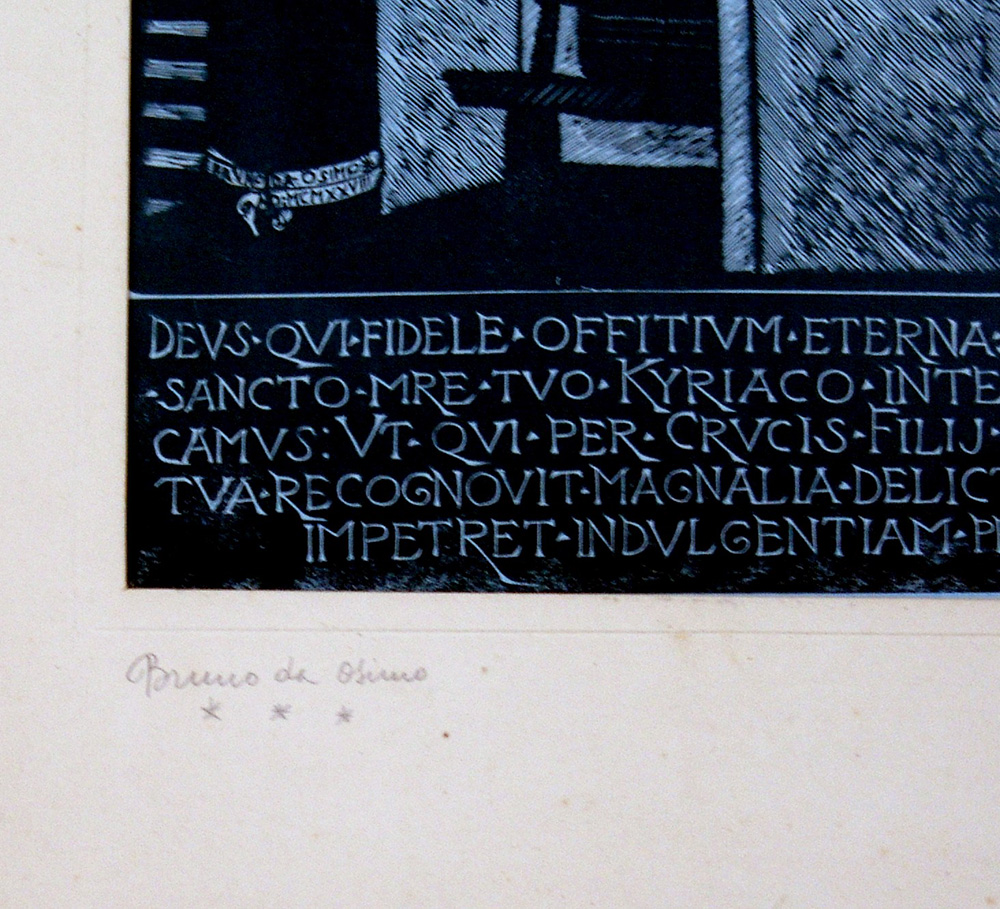 BRVNO·DA·OSIMO
D·MCMXXVIII
DEVS·QVI·FIDELE·OFFITIVM·ETERNA·
·SANCTO·MRE·TVO·KYRIACO·INTE
CAMVS: VT·QVI·PER·CRVCIS·FILIJ·
TVA·RECOGNOVIT·MAGNALIA·DELICT
IMPETRET·INDVLGENTIAM·P
Bruno da Osimo
* * *